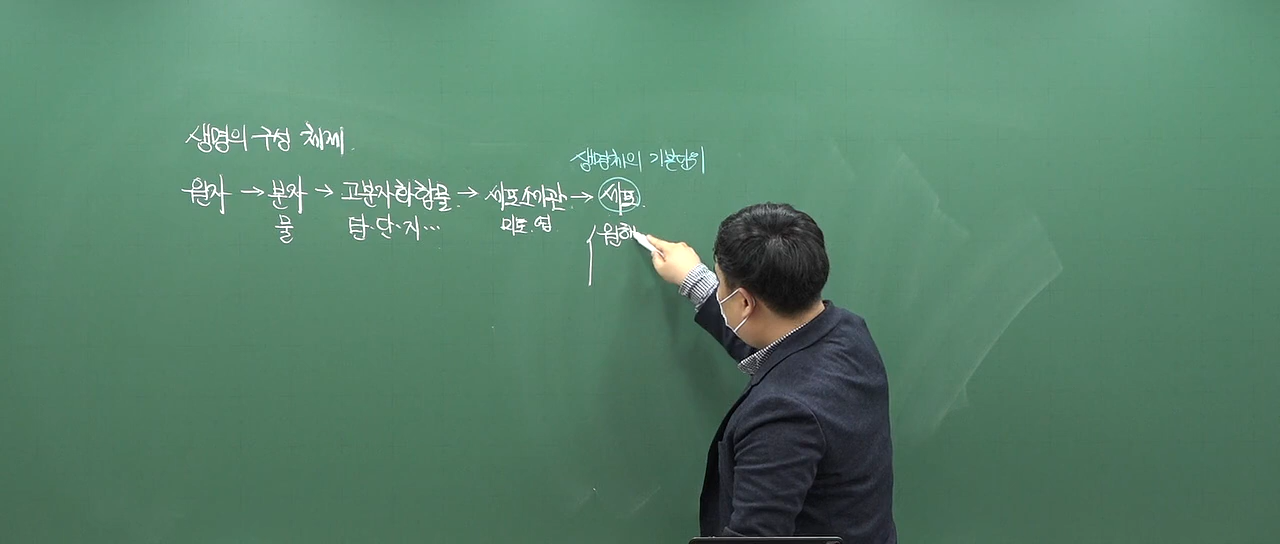 생명의 구성 체제.
생명체의 기본단위
원자 → 분자 → 고분자화합물 → 세포소기관 → 세포.
물 탄·단·지··· 미토·엽
원핵